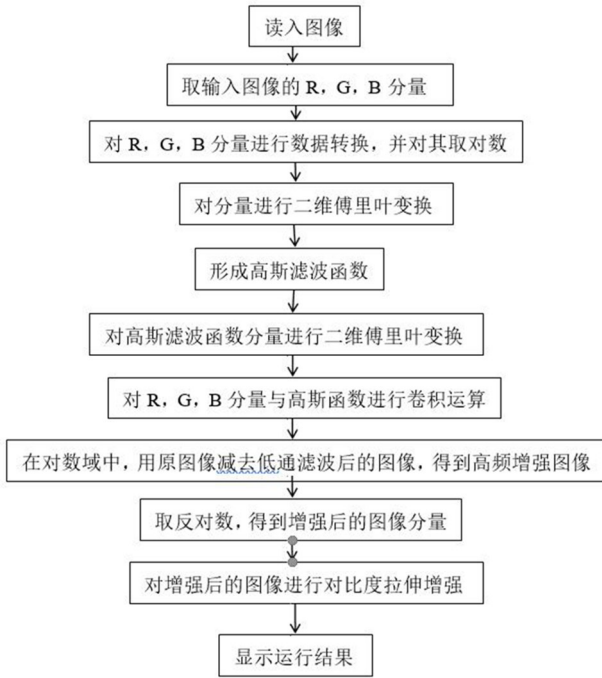 读入图像
取输入图像的 R，G，B 分量
对 R，G，B 分量进行数据转换，并对其取对数
对分量进行二维傅里叶变换
形成高斯滤波函数
对高斯滤波函数分量进行二维傅里叶变换
对 R，G，B 分量与高斯函数进行卷积运算
在对数域中，用原图像减去低通滤波后的图像，得到高频增强图像
取反对数，得到增强后的图像分量
对增强后的图像进行对比度拉伸增强
显示运行结果